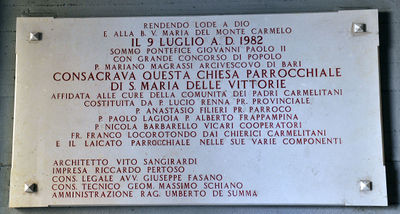 RENDENDO LODE A DIO
E ALLA B. V. MARIA DEL MONTE CARMELO
IL 9 LUGLIO A. D. 1982
SOMMO PONTEFICE GIOVANNI PAOLO II
CON GRANDE CONCORSO DI POPOLO
P. MARIANO MAGRASSI ARCIVESCOVO DI BARI
CONSACRAVA QUESTA CHIESA PARROCCHIALE
DI S. MARIA DELLE VITTORIE
AFFIDATA ALLE CURE DELLA COMUNITA' DEI PADRI CARMELITANI
COSTITUITA DA P. LUCIO RENNA PR. PROVINCIALE
P. ANASTASIO FILIERI PR. PARROCO
P. PAOLO LAGIOIA P. ALBERTO FRAPPAMPINA
P. NICOLA BARBARELLO VICARI COOPERATORI
FR. FRANCO LOCOROTONDO DAI CHIERICI CARMELITANI
E IL LAICATO PARROCCHIALE NELLE SUE VARIE COMPONENTI
ARCHITETTO VITO SANGIRARDI
IMPRESA RICCARDO PERTOSO
CONS. LEGALE AVV. GIUSEPPE FASANO
CONS. TECNICO GEOM. MASSIMO SCHIANO
AMMINISTRAZIONE RAG. UMBERTO DE SUMMA